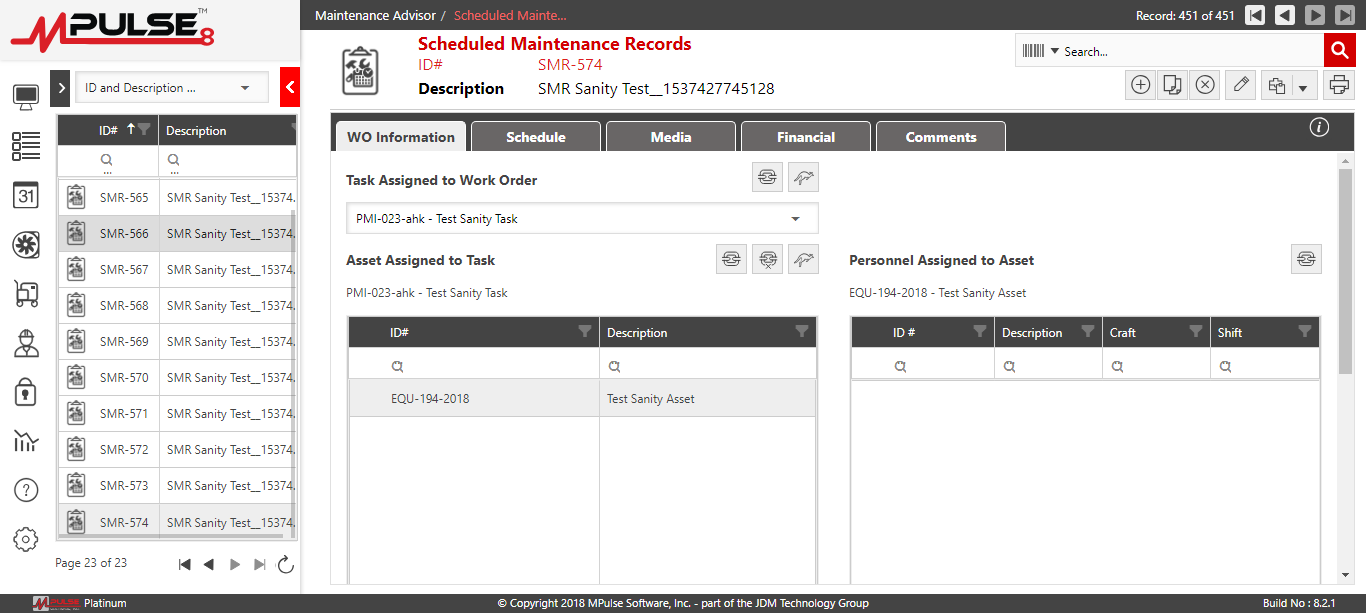 MPULSE 8 TM
ID and Description ...
ID# Description
... ...
SMR-565 SMR Sanity Test__15374.
SMR-566 SMR Sanity Test__15374.
SMR-567 SMR Sanity Test__15374.
SMR-568 SMR Sanity Test__15374.
SMR-569 SMR Sanity Test__15374.
SMR-570 SMR Sanity Test__15374.
SMR-571 SMR Sanity Test__15374.
SMR-572 SMR Sanity Test__15374.
SMR-573 SMR Sanity Test__15374.
SMR-574 SMR Sanity Test__15374.
Page 23 of 23
31
?
Maintenance Advisor / Scheduled Mainte...
Record: 451 of 451
Scheduled Maintenance Records
ID# SMR-574
Description SMR Sanity Test__1537427745128
Search...
WO Information Schedule Media Financial Comments
i
Task Assigned to Work Order
PMI-023-ahk - Test Sanity Task
Asset Assigned to Task
PMI-023-ahk - Test Sanity Task
ID# Description
EQU-194-2018 Test Sanity Asset
Personnel Assigned to Asset
EQU-194-2018 - Test Sanity Asset
ID # Description Craft Shift
MPULSE Platinum
© Copyright 2018 MPulse Software, Inc. - part of the JDM Technology Group
Build No : 8.2.1